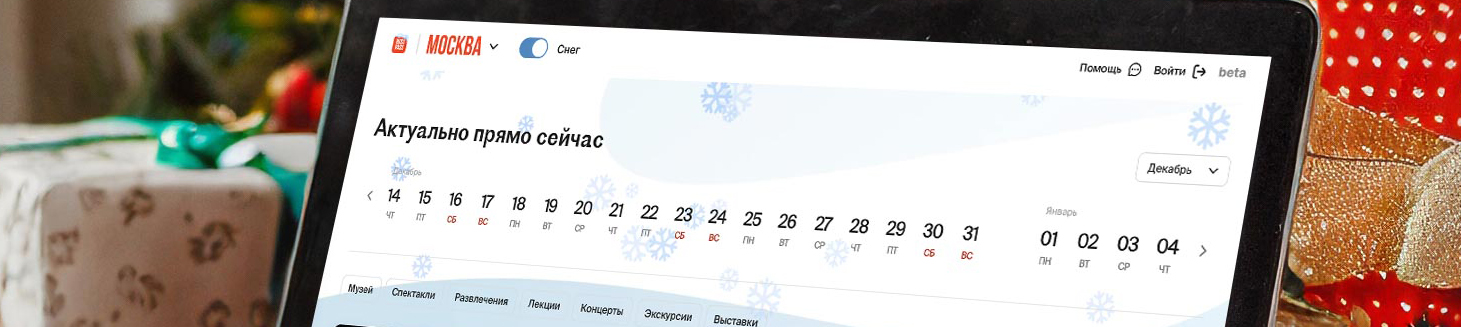 МОСКВА Снег
Помощь Войти beta
Актуально прямо сейчас
Декабрь
Декабрь
14 15 16 17 18 19 20 21 22 23 24 25 26 27 28 29 30 31
ЧТ ПТ СБ ВС ПН ВТ СР ЧТ ПТ СБ ВС ПН ВТ СР ЧТ ПТ СБ ВС
Январь
01 02 03 04
ПН ВТ СР ЧТ
Музей Спектакли Развлечения Лекции Концерты Экскурсии Выставки